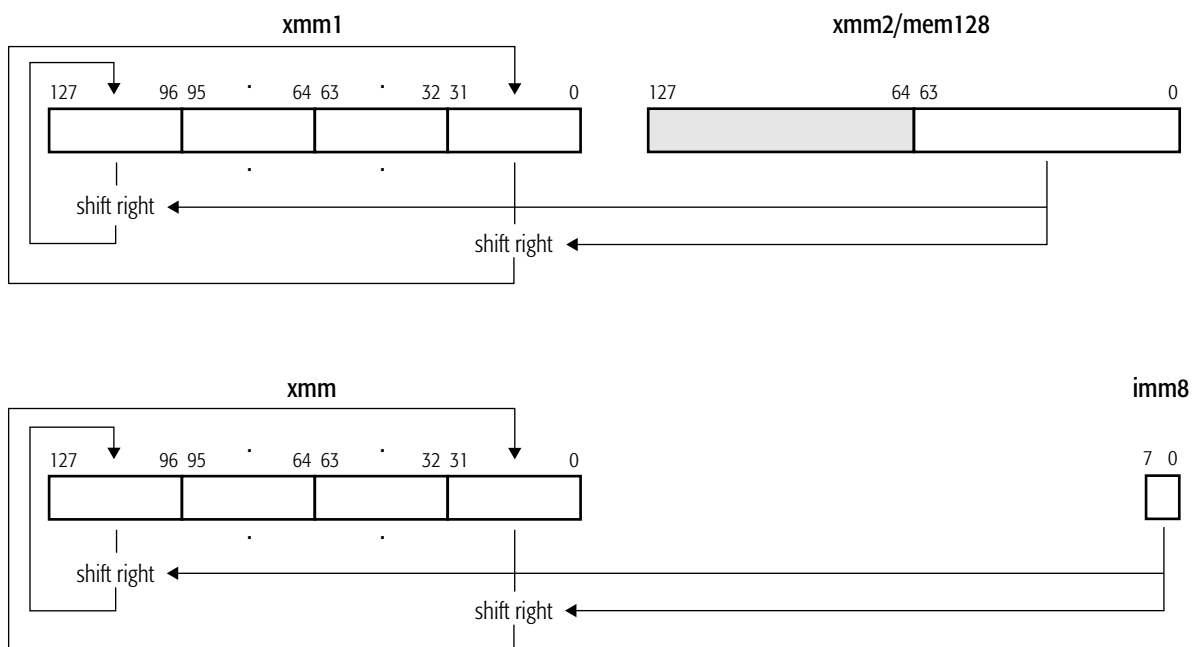 xmm1 xmm2/mem128
127 96 95 . 64 63 . 32 31 0 127 64 63 0
. .
shift right
shift right
xmm imm8
127 96 95 . 64 63 . 32 31 0 7 0
. .
shift right
shift right